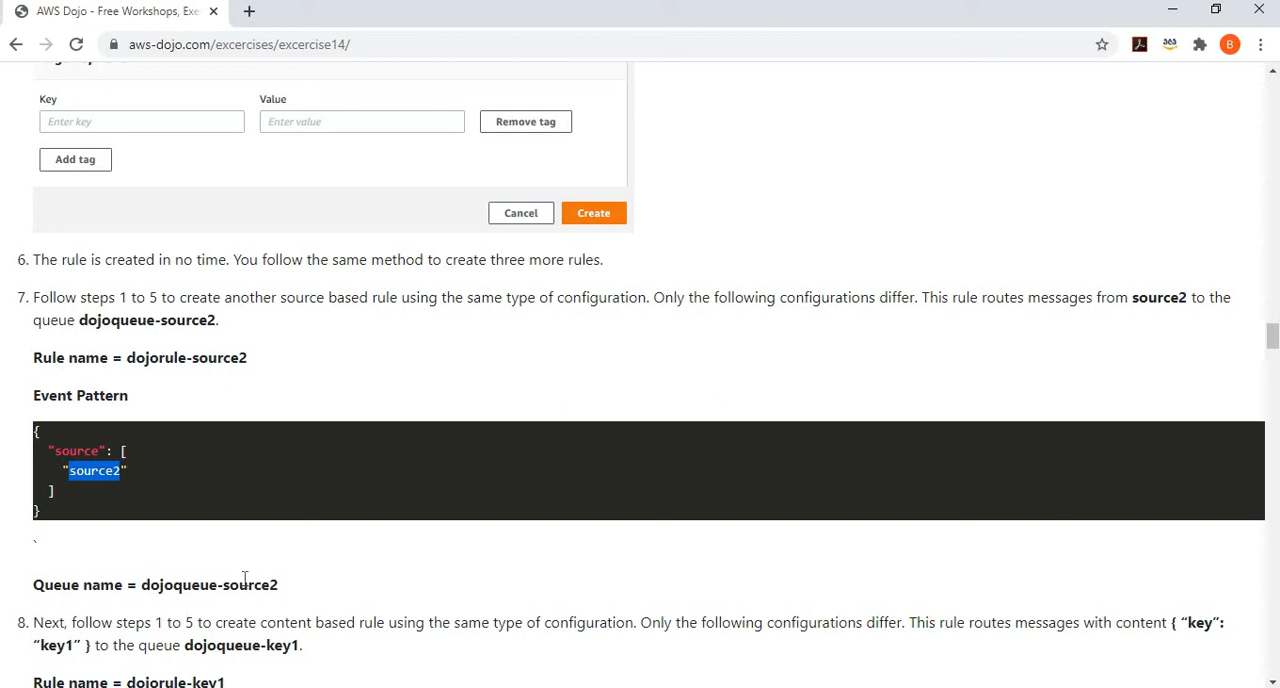 AWS Dojo - Free Workshops, Exe
aws-dojo.com/excercises/excercise14/
B
Key
Value
Enter key
Enter value
Remove tag
Add tag
Cancel
Create
6. The rule is created in no time. You follow the same method to create three more rules.
7. Follow steps 1 to 5 to create another source based rule using the same type of configuration. Only the following configurations differ. This rule routes messages from source2 to the
queue dojoqueue-source2.
Rule name = dojorule-source2
Event Pattern
{
"source": [
"source2"
]
}
`
Queue name = dojoqueue-source2
8. Next, follow steps 1 to 5 to create content based rule using the same type of configuration. Only the following configurations differ. This rule routes messages with content { “key”:
“key1” } to the queue dojoqueue-key1.
Rule name = dojorule-key1